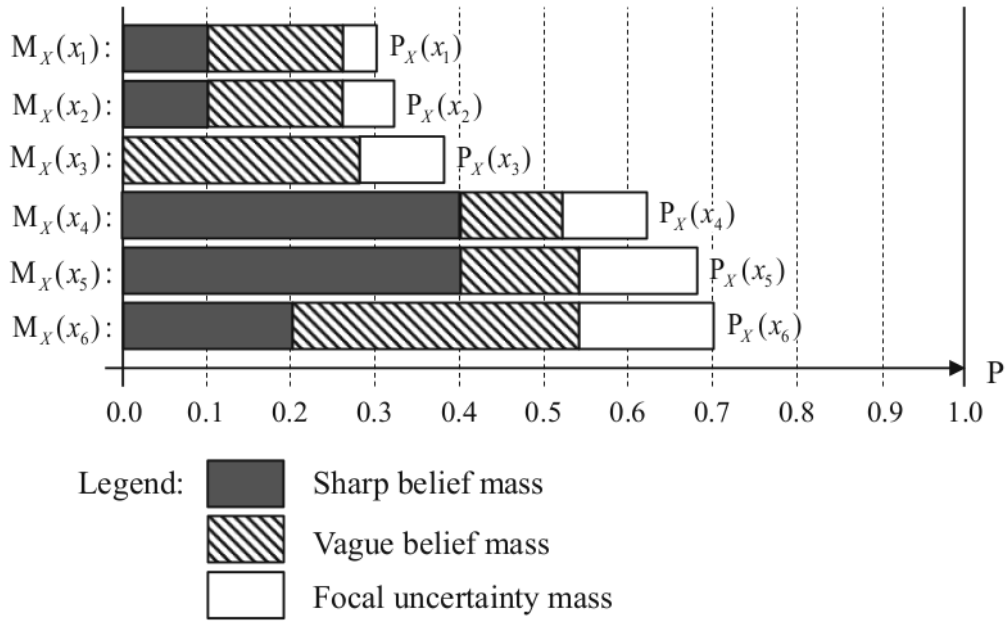 M_X(x_1): P_X(x_1)
M_X(x_2): P_X(x_2)
M_X(x_3): P_X(x_3)
M_X(x_4): P_X(x_4)
M_X(x_5): P_X(x_5)
M_X(x_6): P_X(x_6)
P
0.0 0.1 0.2 0.3 0.4 0.5 0.6 0.7 0.8 0.9 1.0
Legend: Sharp belief mass
Vague belief mass
Focal uncertainty mass